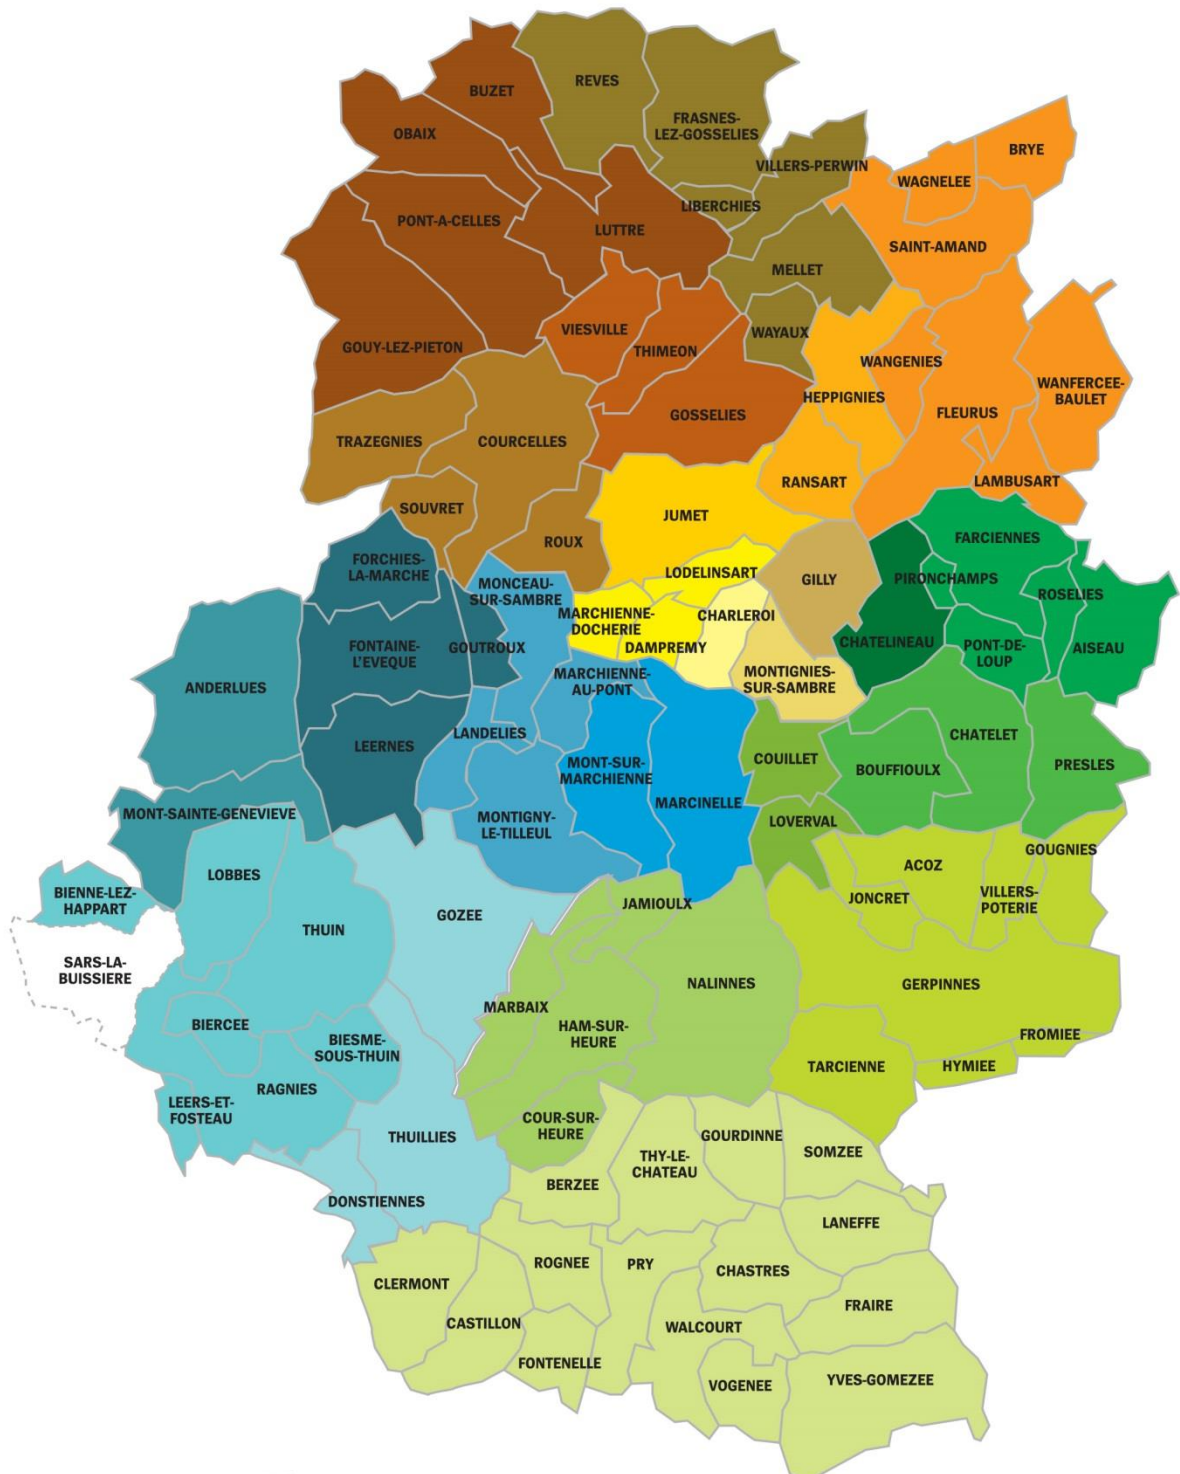 REVES
BUZET
FRASNES-
LEZ-GOSSELIES
OBAIX
BRYE
VILLERS-PERWIN
WAGNELEE
LIBERCHIES
PONT-A-CELLES
LUTTRE
SAINT-AMAND
MELLET
VIESVILLE
WAYAUX
GOUY-LEZ-PIETON
THIMEON
WANGENIES
WANFERCEE-
BAULET
HEPPIGNIES
FLEURUS
GOSSELIES
TRAZEGNIES
COURCELLES
RANSART
LAMBUSART
SOUVRET
JUMET
ROUX
FARCIENNES
FORCHIES-
LA-MARCHE
MONCEAU-
SUR-SAMBRE
LODELINSART
GILLY
PIRONCHAMPS
ROSELIES
MARCHIENNE-
DOCHERIE
CHARLEROI
CHATELINEAU
FONTAINE-
L'EVEQUE
GOUTROUX
DAMPREMY
PONT-DE-
LOUP
AISEAU
ANDERLUES
MARCHIENNE-
AU-PONT
MONTIGNIES-
SUR-SAMBRE
LANDELIES
LEERNES
CHATELET
COUILLET
MONT-SUR-
MARCHIENNE
BOUFFIOULX
PRESLES
MARCINELLE
MONT-SAINTE-GENEVIEVE
MONTIGNY-
LE-TILLEUL
LOVERVAL
GOUGNIES
LOBBES
ACOZ
BIENNE-LEZ-
HAPPART
JONCRET
VILLERS-
POTERIE
JAMIOULX
GOZEE
THUIN
SARS-LA-
BUISSIERE
NALINNES
GERPINNES
MARBAIX
BIERCEE
HAM-SUR-
HEURE
FROMIEE
BIESME-
SOUS-THUIN
TARCIENNE
HYMIEE
RAGNIES
LEERS-ET-
FOSTEAU
COUR-SUR-
HEURE
THUILLIES
GOURDINNE
THY-LE-
CHATEAU
SOMZEE
BERZEE
DONSTIENNES
LANEFFE
ROGNEE
PRY
CHASTRES
CLERMONT
FRAIRE
CASTILLON
WALCOURT
FONTENELLE
VOGENEE
YVES-GOMEZEE